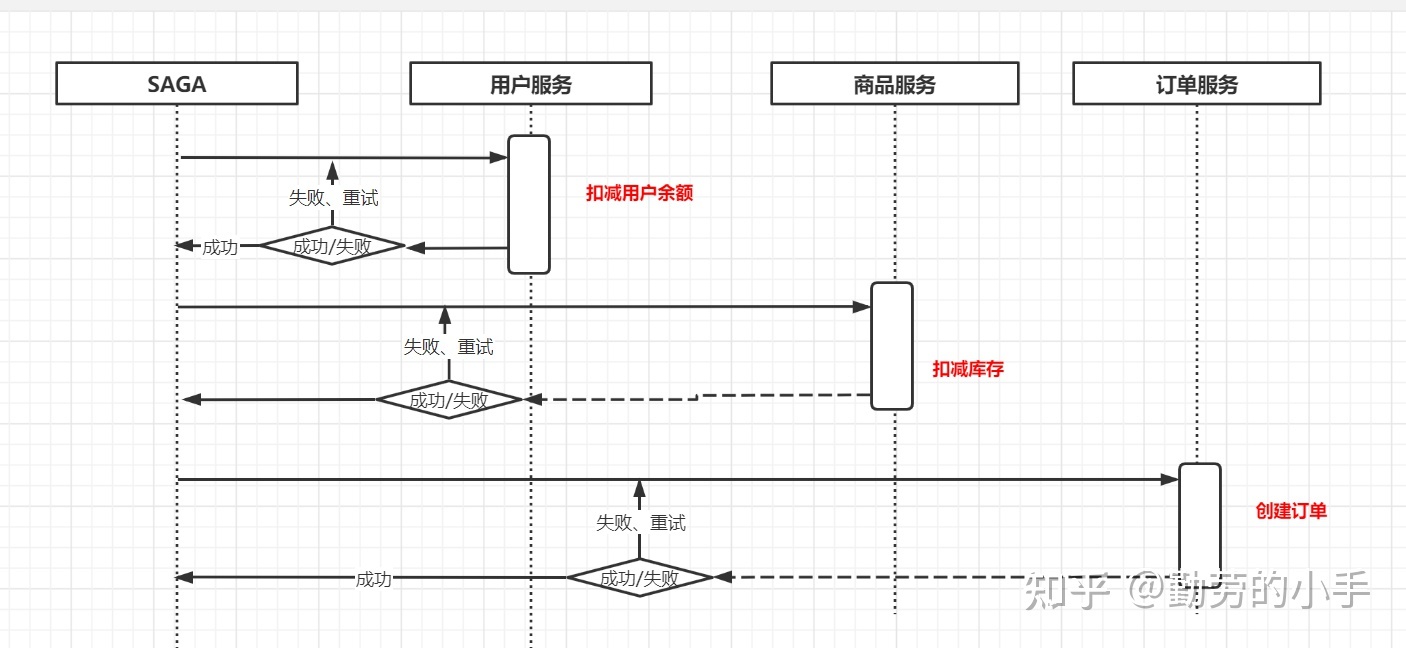 SAGA
用户服务
商品服务
订单服务
扣减用户余额
失败、重试
成功
成功/失败
失败、重试
扣减库存
成功/失败
创建订单
失败、重试
成功
成功/失败
知乎 @勤劳的小手